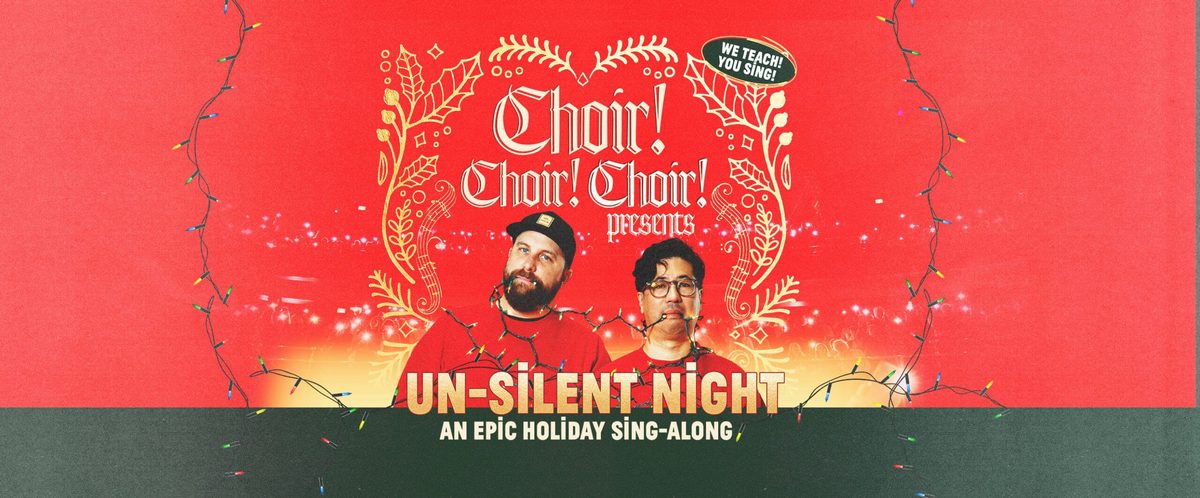 WE TEACH!
YOU SiNG!
Choir!
Choir! Choir!
presents
UN-SiLENT NiGHT
AN EPiC HOLiDAY SiNG-ALONG